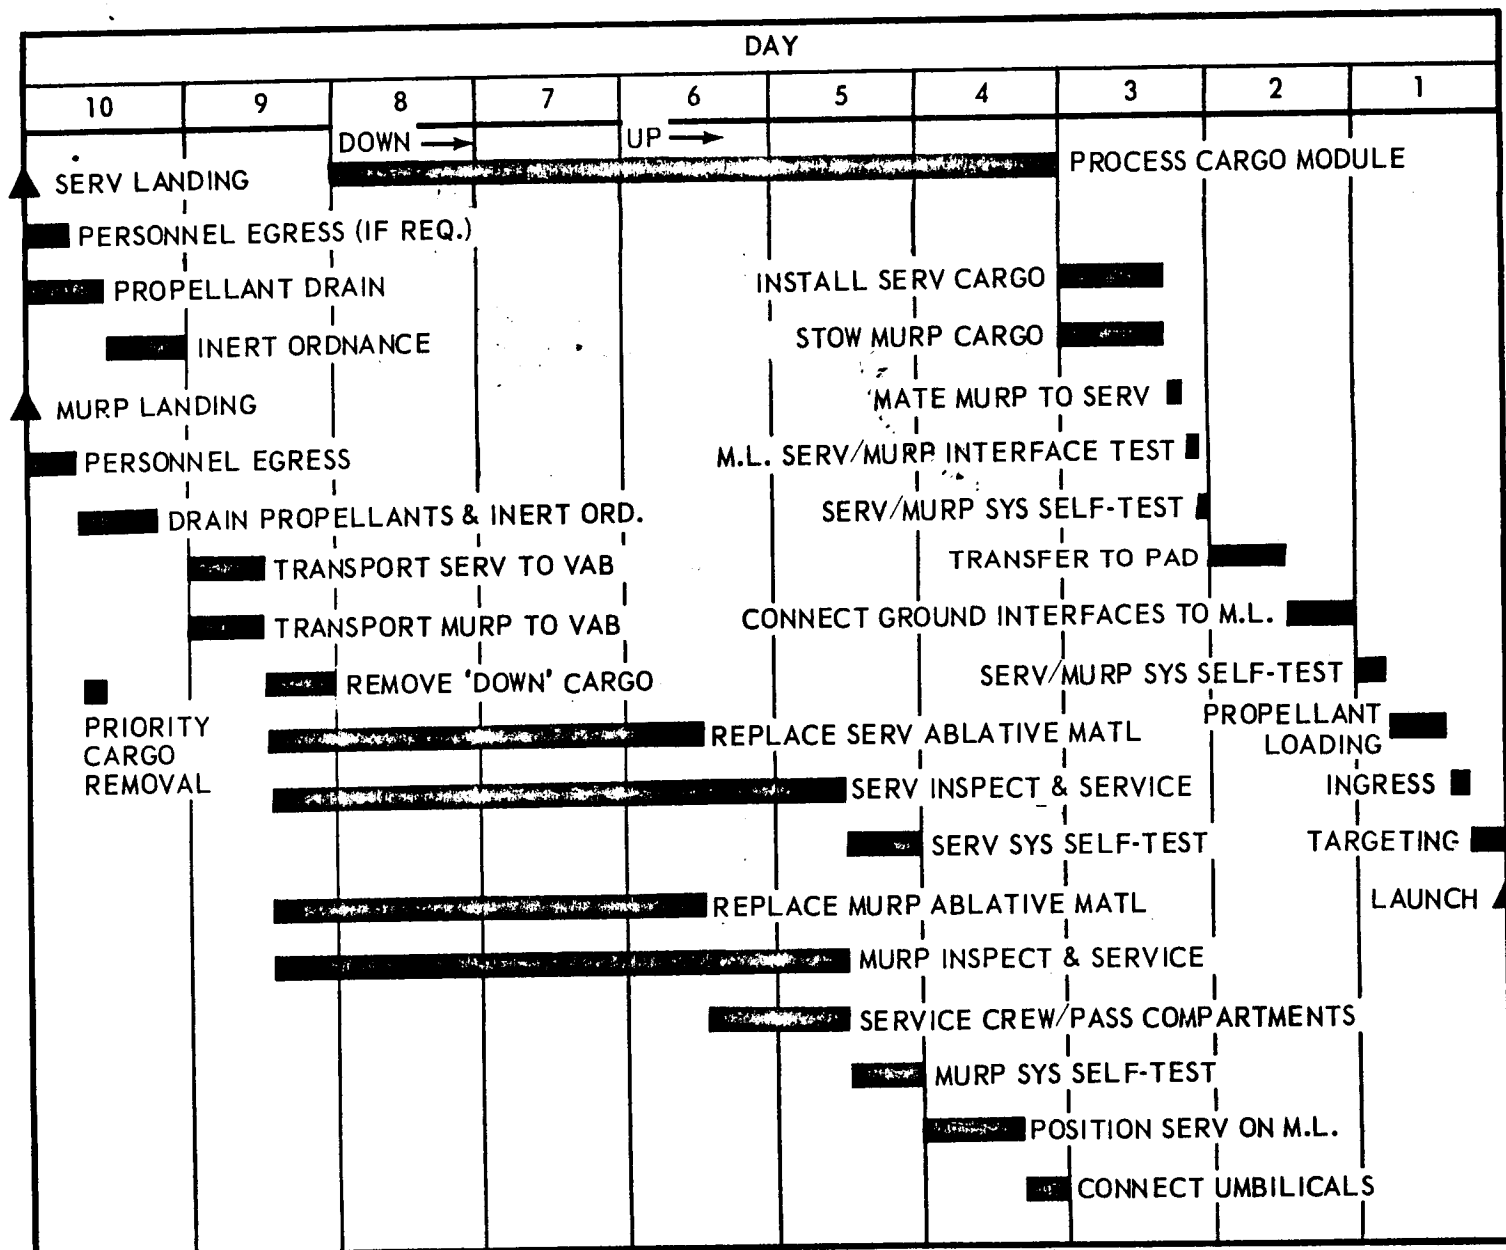 DAY
10 9 8 7 6 5 4 3 2 1
DOWN → UP →
PROCESS CARGO MODULE
SERV LANDING
PERSONNEL EGRESS (IF REQ.)
INSTALL SERV CARGO
PROPELLANT DRAIN
STOW MURP CARGO
INERT ORDNANCE
MATE MURP TO SERV
MURP LANDING
M.L. SERV/MURP INTERFACE TEST
PERSONNEL EGRESS
SERV/MURP SYS SELF-TEST
DRAIN PROPELLANTS & INERT ORD.
TRANSFER TO PAD
TRANSPORT SERV TO VAB
CONNECT GROUND INTERFACES TO M.L.
TRANSPORT MURP TO VAB
SERV/MURP SYS SELF-TEST
REMOVE 'DOWN' CARGO
PRIORITY
CARGO
REMOVAL
PROPELLANT
LOADING
REPLACE SERV ABLATIVE MATL
INGRESS
SERV INSPECT & SERVICE
TARGETING
SERV SYS SELF-TEST
LAUNCH
REPLACE MURP ABLATIVE MATL
MURP INSPECT & SERVICE
SERVICE CREW/PASS COMPARTMENTS
MURP SYS SELF-TEST
POSITION SERV ON M.L.
CONNECT UMBILICALS